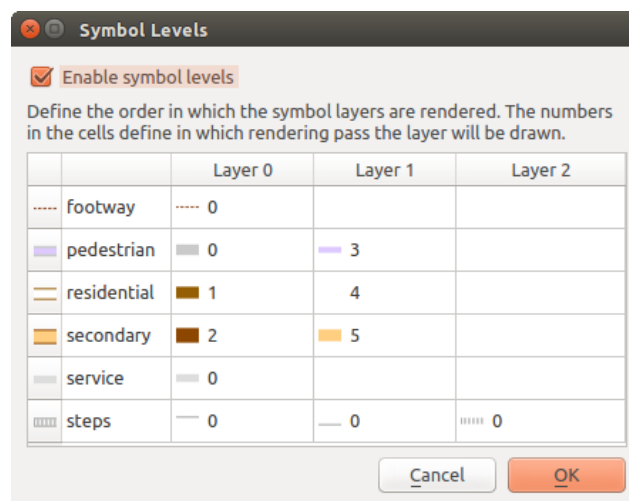 Symbol Levels
Enable symbol levels
Define the order in which the symbol layers are rendered. The numbers
in the cells define in which rendering pass the layer will be drawn.
Layer 0 Layer 1 Layer 2
footway 0
pedestrian 0 3
residential 1 4
secondary 2 5
service 0
steps 0 0 0
Cancel OK